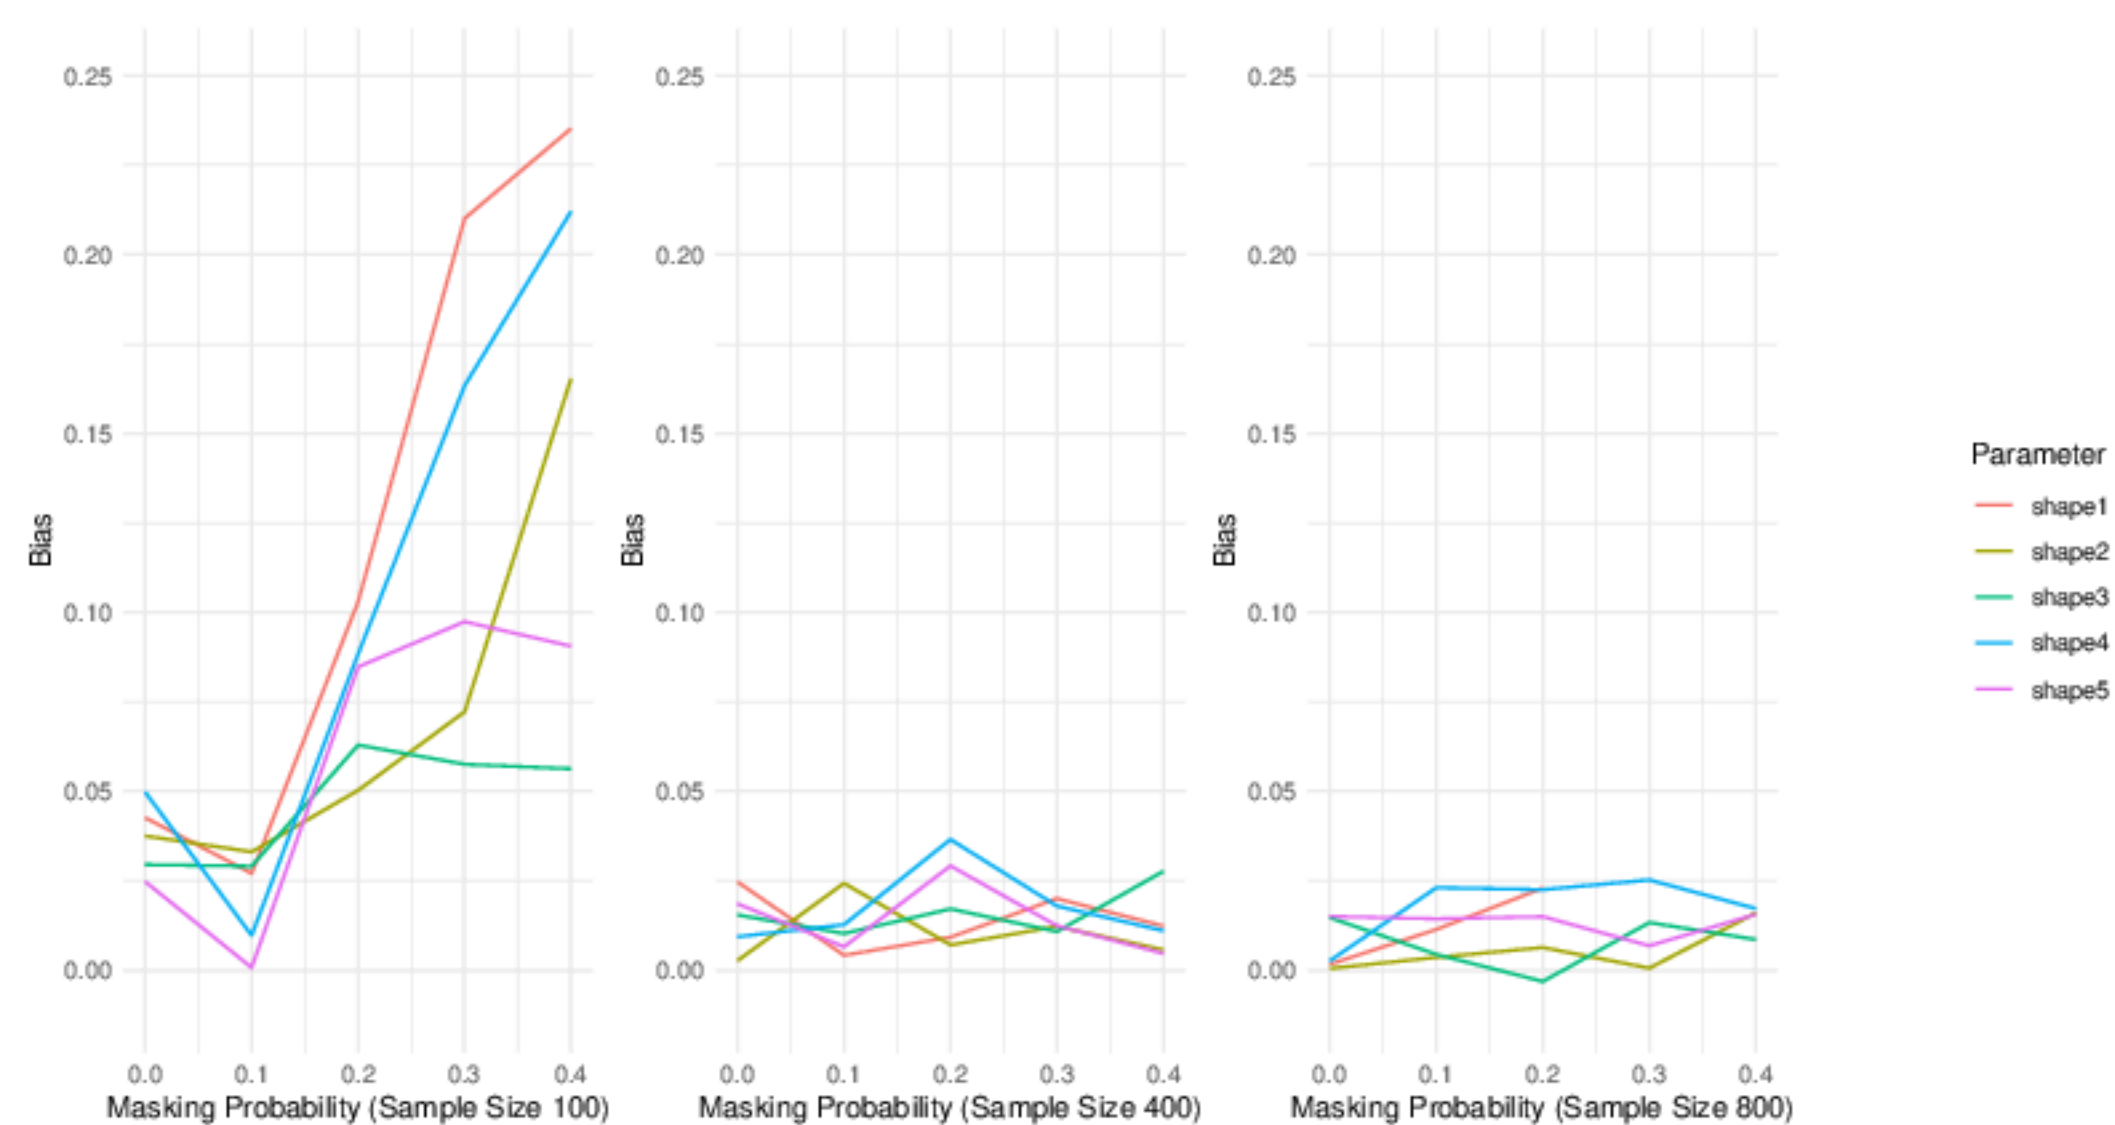 0.25
0.20
0.15
0.10
0.05
0.00
Bias
0.0 0.1 0.2 0.3 0.4
Masking Probability (Sample Size 100)
0.25
0.20
0.15
0.10
0.05
0.00
Bias
0.0 0.1 0.2 0.3 0.4
Masking Probability (Sample Size 400)
0.25
0.20
0.15
0.10
0.05
0.00
Bias
0.0 0.1 0.2 0.3 0.4
Masking Probability (Sample Size 800)
Parameter
shape1
shape2
shape3
shape4
shape5